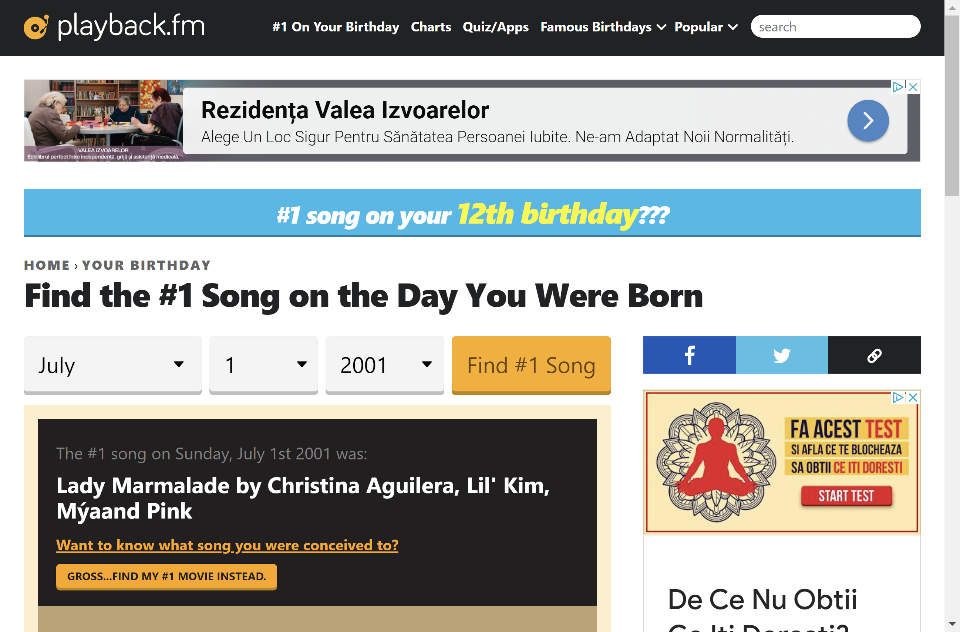 playback.fm
#1 On Your Birthday Charts Quiz/Apps Famous Birthdays Popular search
Rezidența Valea Izvoarelor
Alege Un Loc Sigur Pentru Sănătatea Persoanei Iubite. Ne-am Adaptat Noii Normalități.
VALEA IZVOARELOR
#1 song on your 12th birthday???
HOME › YOUR BIRTHDAY
Find the #1 Song on the Day You Were Born
July 1 2001 Find #1 Song
The #1 song on Sunday, July 1st 2001 was:
Lady Marmalade by Christina Aguilera, Lil' Kim,
Mýaand Pink
Want to know what song you were conceived to?
GROSS...FIND MY #1 MOVIE INSTEAD.
FA ACEST TEST
SI AFLA CE TE BLOCHEAZA
SA OBTII CE ITI DORESTI
START TEST
De Ce Nu Obtii
Ce Iti Doresti?